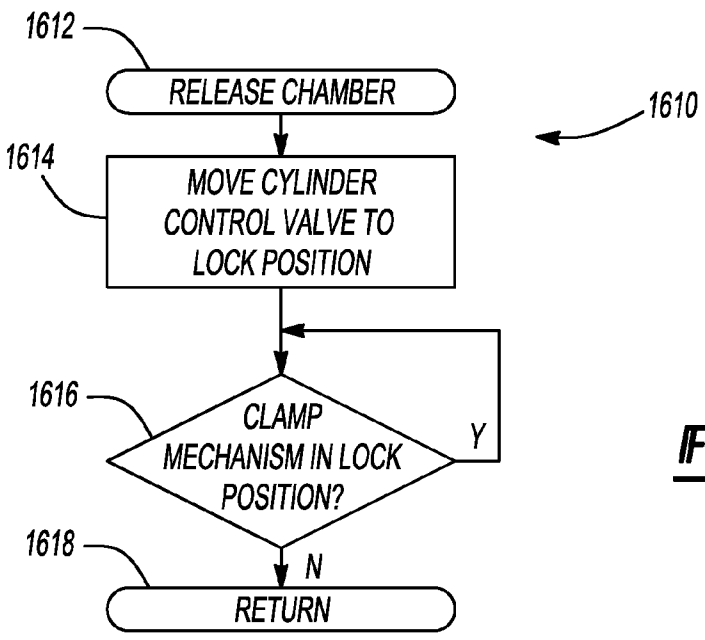 1612
RELEASE CHAMBER
1610
1614
MOVE CYLINDER
CONTROL VALVE TO
LOCK POSITION
1616
CLAMP
MECHANISM IN LOCK
POSITION?
Y
N
1618
RETURN